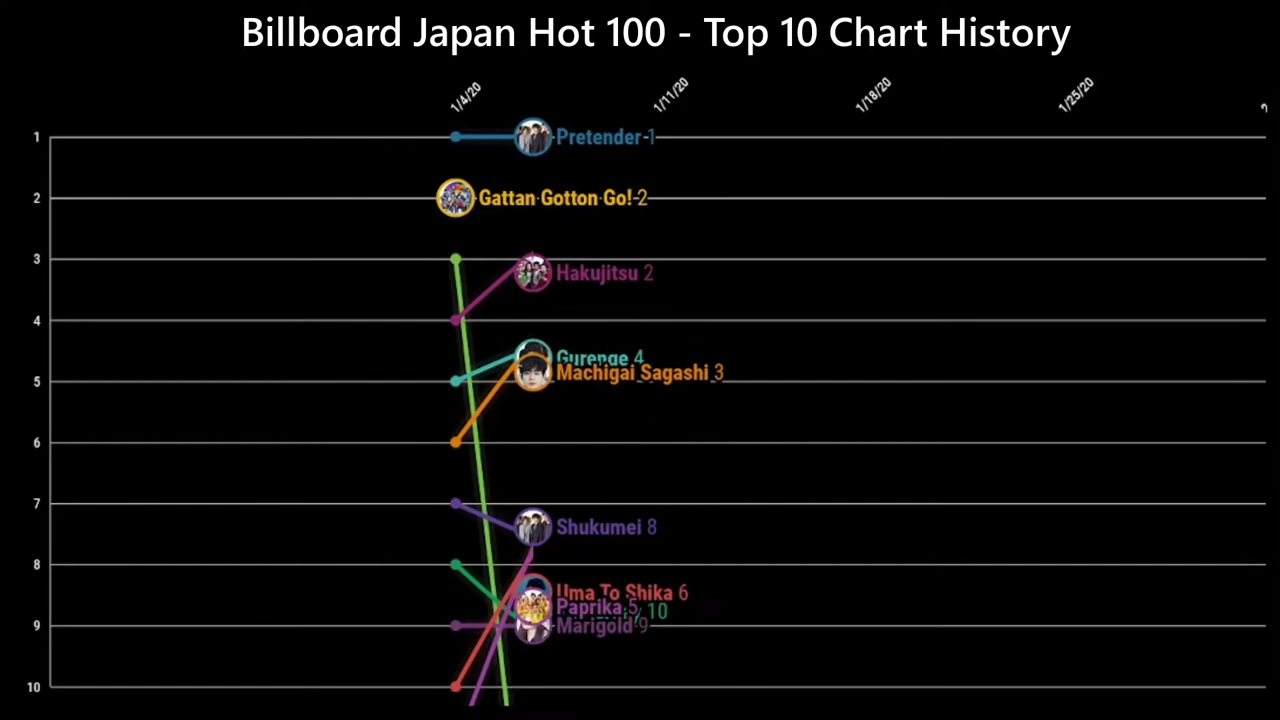 Billboard Japan Hot 100 - Top 10 Chart History
1/4/20
1/11/20
1/18/20
1/25/20
1
Pretender 1
2
Gattan Gotton Go! 2
3
Hakujitsu 2
4
Gurenge 4
Machigai Sagashi 3
5
6
7
Shukumei 8
8
Uma To Shika 6
Paprika 5
10
Marigold 9
9
10